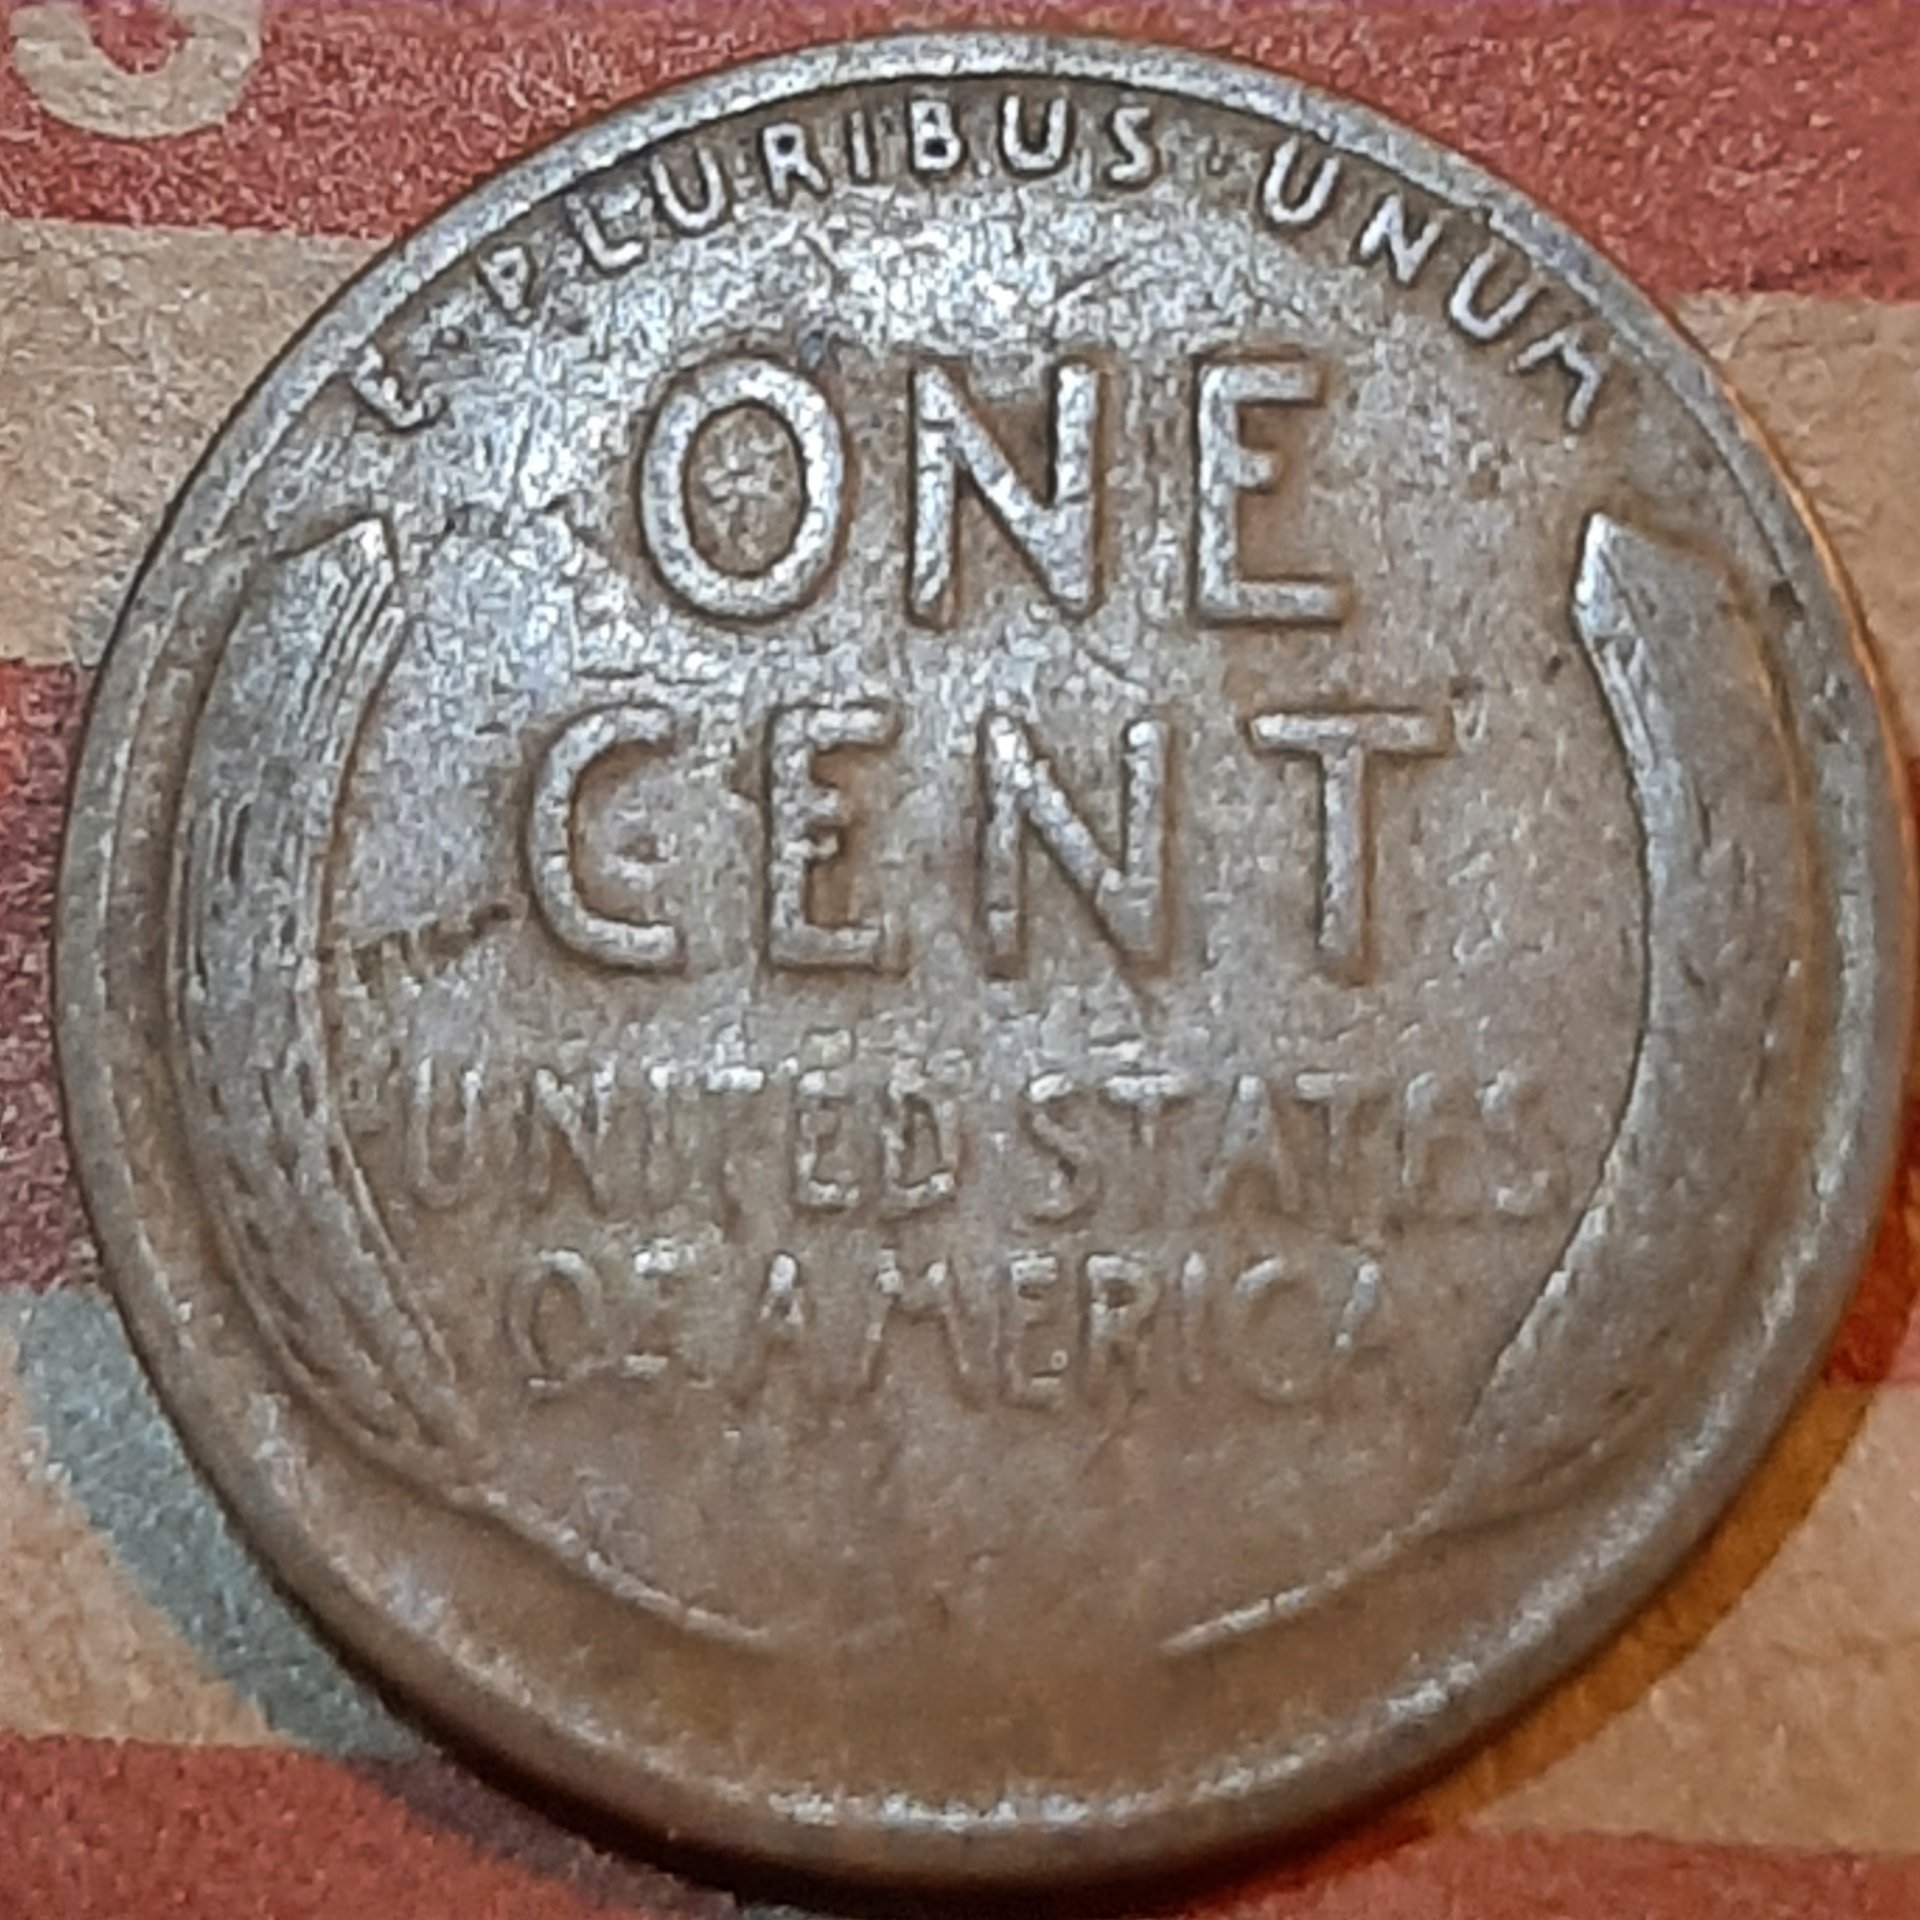 E·PLURIBUS·UNUM
ONE
CENT
UNITED STATES
OF AMERICA